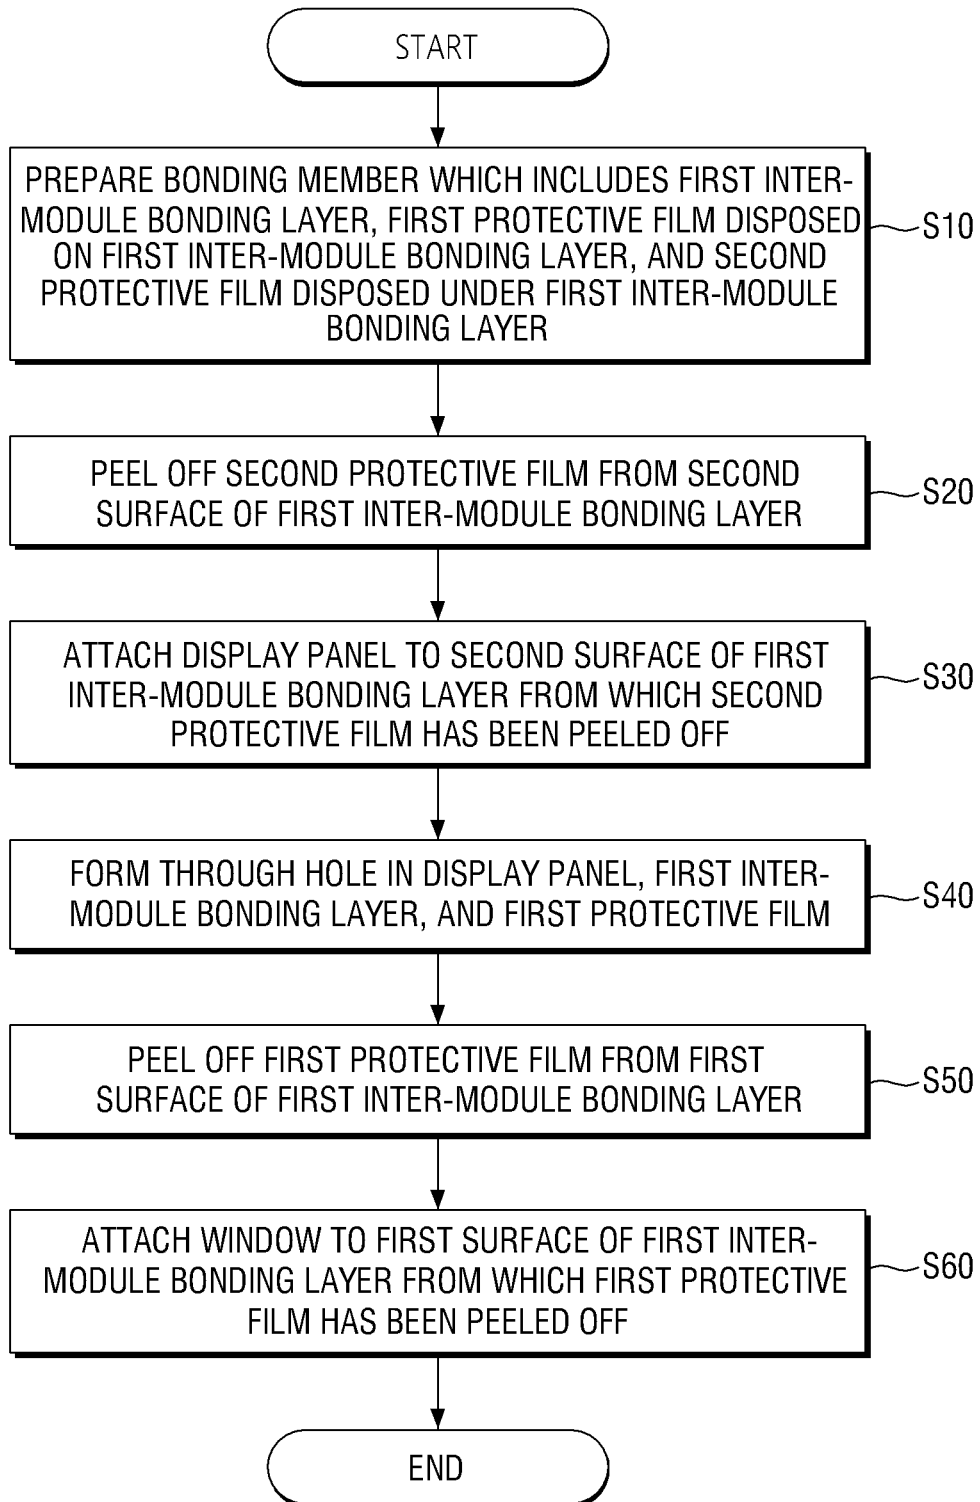 START
PREPARE BONDING MEMBER WHICH INCLUDES FIRST INTER-
MODULE BONDING LAYER, FIRST PROTECTIVE FILM DISPOSED
ON FIRST INTER-MODULE BONDING LAYER, AND SECOND
PROTECTIVE FILM DISPOSED UNDER FIRST INTER-MODULE
BONDING LAYER
S10
PEEL OFF SECOND PROTECTIVE FILM FROM SECOND
SURFACE OF FIRST INTER-MODULE BONDING LAYER
S20
ATTACH DISPLAY PANEL TO SECOND SURFACE OF FIRST
INTER-MODULE BONDING LAYER FROM WHICH SECOND
PROTECTIVE FILM HAS BEEN PEELED OFF
S30
FORM THROUGH HOLE IN DISPLAY PANEL, FIRST INTER-
MODULE BONDING LAYER, AND FIRST PROTECTIVE FILM
S40
PEEL OFF FIRST PROTECTIVE FILM FROM FIRST
SURFACE OF FIRST INTER-MODULE BONDING LAYER
S50
ATTACH WINDOW TO FIRST SURFACE OF FIRST INTER-
MODULE BONDING LAYER FROM WHICH FIRST PROTECTIVE
FILM HAS BEEN PEELED OFF
S60
END